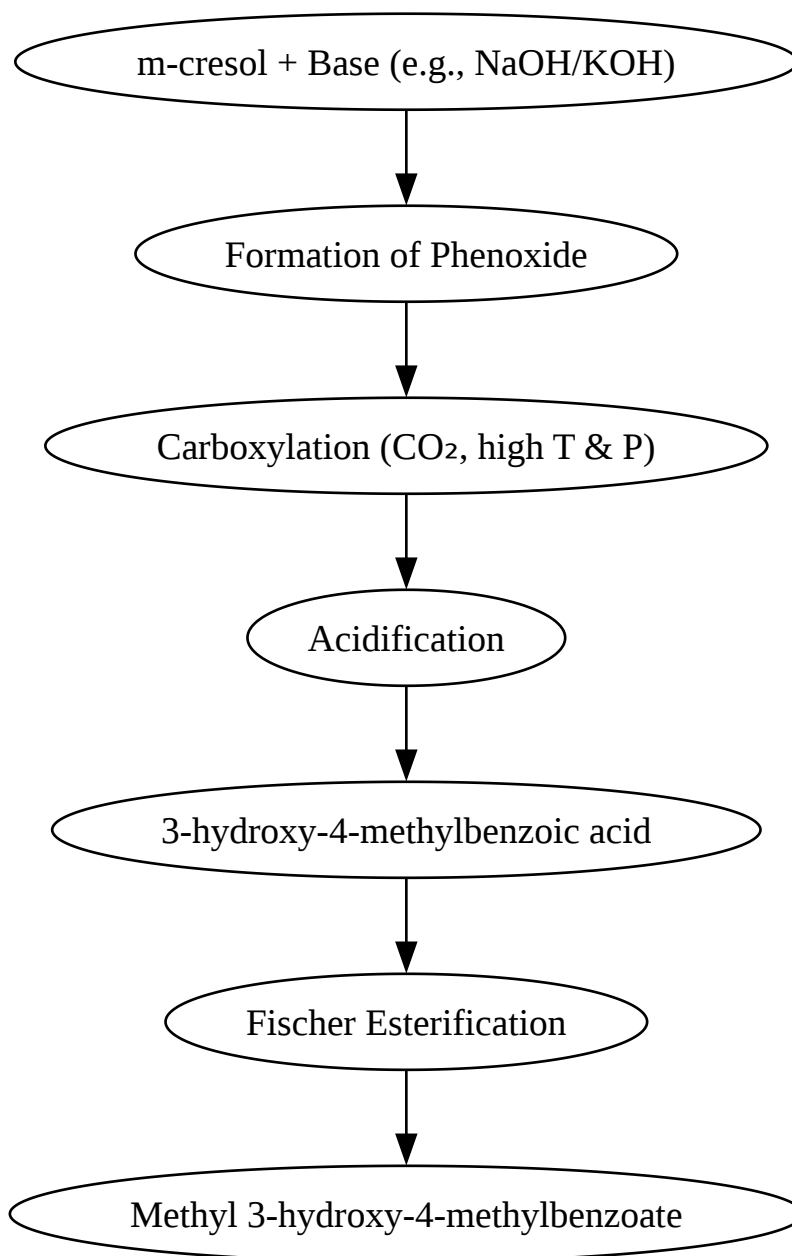 m-cresol + Base (e.g., NaOH/KOH)
Formation of Phenoxide
Carboxylation (CO₂, high T & P)
Acidification
3-hydroxy-4-methylbenzoic acid
Fischer Esterification
Methyl 3-hydroxy-4-methylbenzoate